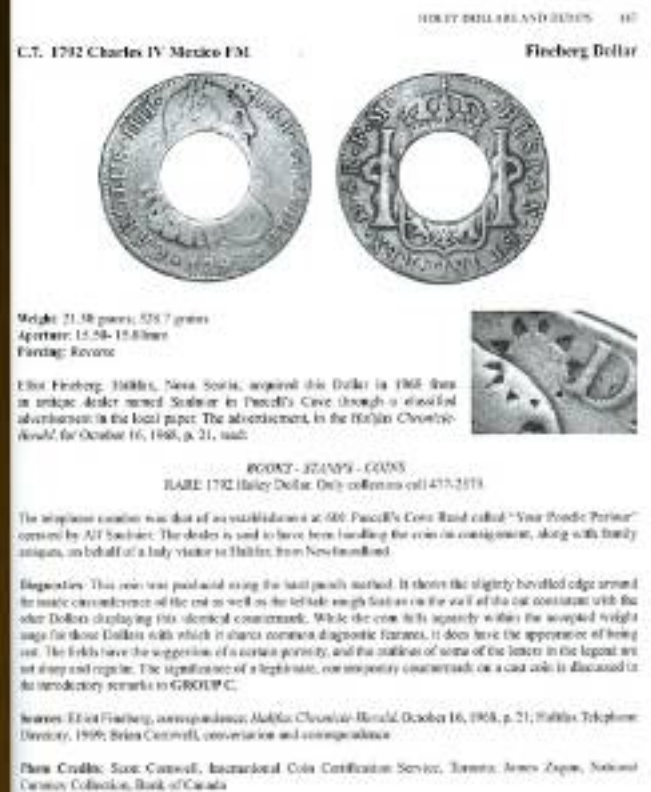 HOLEY DOLLARS AND DUMPS 107
C.7. 1792 Charles IV Mexico FM Fineberg Dollar
Weight: 21.30 grams; 328.7 grains
Aperture: 15.50- 15.80mm
Piercing: Reverse
Elliot Fineberg, Halifax, Nova Scotia, acquired this Dollar in 1968 from
an antique dealer named Saulnier in Purcell's Cove through a classified
advertisement in the local paper. The advertisement, in the Halifax Chronicle-
Herald, for October 16, 1968, p. 21, read:
BOOKS - STAMPS - COINS
RARE 1792 Holey Dollar. Only collectors call 477-2575
The telephone number was that of an establishment at 601 Purcell's Cove Road called "Your Poodle Parlour"
operated by Alf Saulnier. The dealer is said to have been handling the coin on consignment, along with family
antiques, on behalf of a lady visitor to Halifax from Newfoundland.
Diagnostics: This coin was produced using the hand punch method. It shows the slightly bevelled edge around
the inside circumference of the cut as well as the telltale rough feature on the wall of the cut consistent with the
other Dollars displaying this identical countermark. While the coin falls squarely within the accepted weight
range for those Dollars with which it shares common diagnostic features, it does have the appearance of being
cast. The fields have the suggestion of a certain porosity, and the outlines of some of the letters in the legend are
not sharp and regular. The significance of a legitimate, contemporary countermark on a cast coin is discussed in
the introductory remarks to GROUP C.
Sources: Elliot Fineberg, correspondence; Halifax Chronicle-Herald, October 16, 1968, p. 21; Halifax Telephone
Directory, 1969; Brian Cornwell, conversation and correspondence
Photo Credits: Scott Cornwell, International Coin Certification Service, Toronto; James Zagon, National
Currency Collection, Bank of Canada